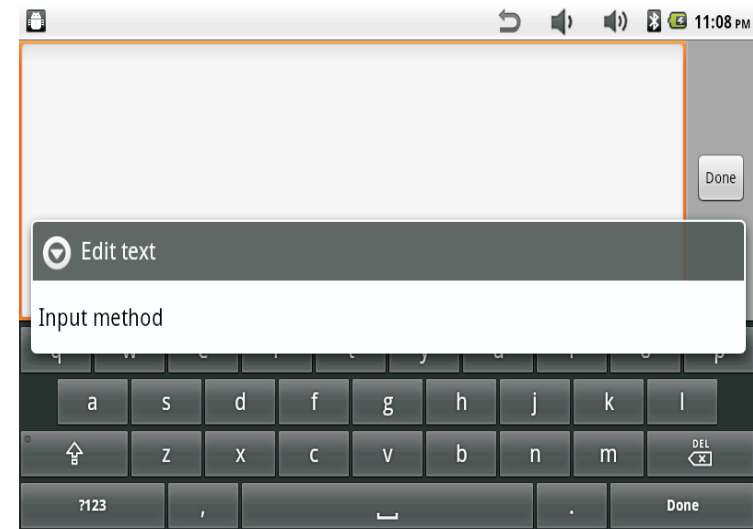 11:08 PM
Done
Edit text
Input method
q w e r t y u i o p
a s d f g h j k l
z x c v b n m DEL
?123 , . Done